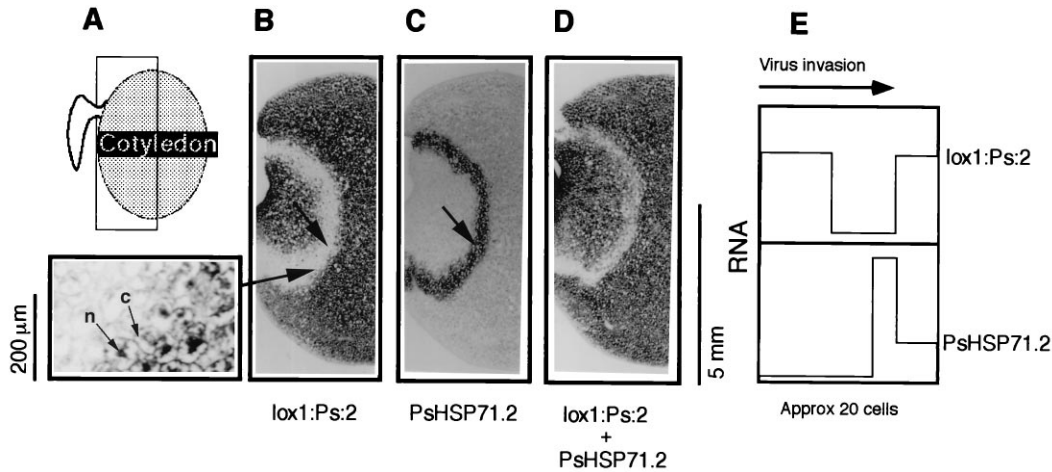 A
B
C
D
E
Cotyledon
Virus invasion
lox1:Ps:2
PsHSP71.2
RNA
n
c
200 μm
5 mm
lox1:Ps:2
PsHSP71.2
lox1:Ps:2
+
PsHSP71.2
Approx 20 cells